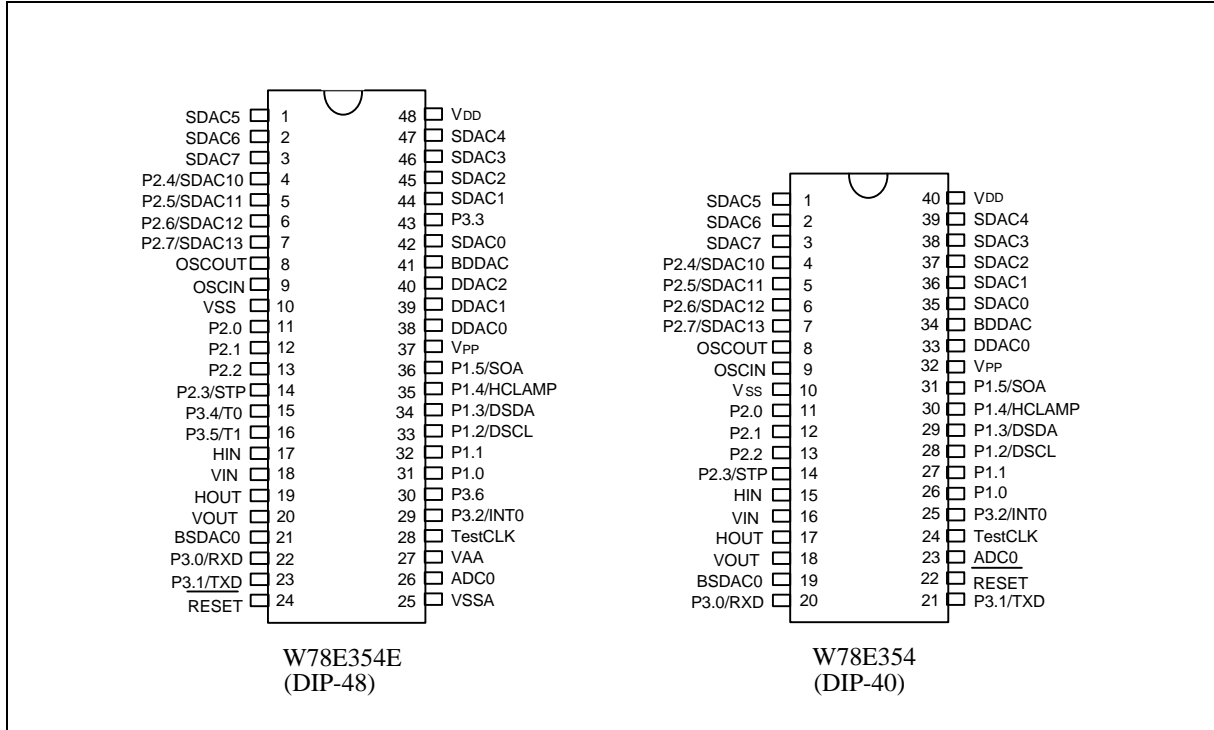 SDAC5 1 48 VDD
SDAC6 2 47 SDAC4
SDAC7 3 46 SDAC3
P2.4/SDAC10 4 45 SDAC2
P2.5/SDAC11 5 44 SDAC1
P2.6/SDAC12 6 43 P3.3
P2.7/SDAC13 7 42 SDAC0
OSCOUT 8 41 BDDAC
OSCIN 9 40 DDAC2
VSS 10 39 DDAC1
P2.0 11 38 DDAC0
P2.1 12 37 VPP
P2.2 13 36 P1.5/SOA
P2.3/STP 14 35 P1.4/HCLAMP
P3.4/T0 15 34 P1.3/DSDA
P3.5/T1 16 33 P1.2/DSCL
HIN 17 32 P1.1
VIN 18 31 P1.0
HOUT 19 30 P3.6
VOUT 20 29 P3.2/INT0
BSDAC0 21 28 TestCLK
P3.0/RXD 22 27 VAA
P3.1/TXD 23 26 ADC0
RESET 24 25 VSSA
W78E354E
(DIP-48)
SDAC5 1 40 VDD
SDAC6 2 39 SDAC4
SDAC7 3 38 SDAC3
P2.4/SDAC10 4 37 SDAC2
P2.5/SDAC11 5 36 SDAC1
P2.6/SDAC12 6 35 SDAC0
P2.7/SDAC13 7 34 BDDAC
OSCOUT 8 33 DDAC0
OSCIN 9 32 VPP
VSS 10 31 P1.5/SOA
P2.0 11 30 P1.4/HCLAMP
P2.1 12 29 P1.3/DSDA
P2.2 13 28 P1.2/DSCL
P2.3/STP 14 27 P1.1
HIN 15 26 P1.0
VIN 16 25 P3.2/INT0
HOUT 17 24 TestCLK
VOUT 18 23 ADC0
BSDAC0 19 22 RESET
P3.0/RXD 20 21 P3.1/TXD
W78E354
(DIP-40)